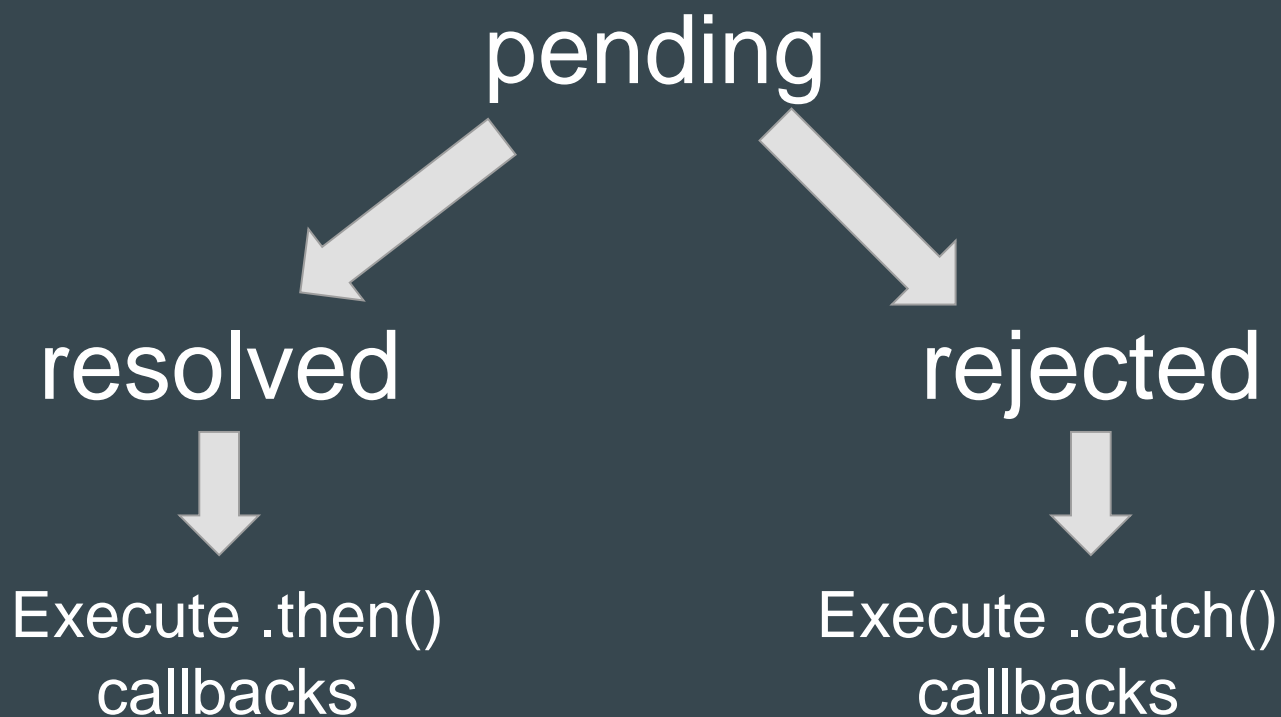 pending
resolved
rejected
Execute .then()
callbacks
Execute .catch()
callbacks